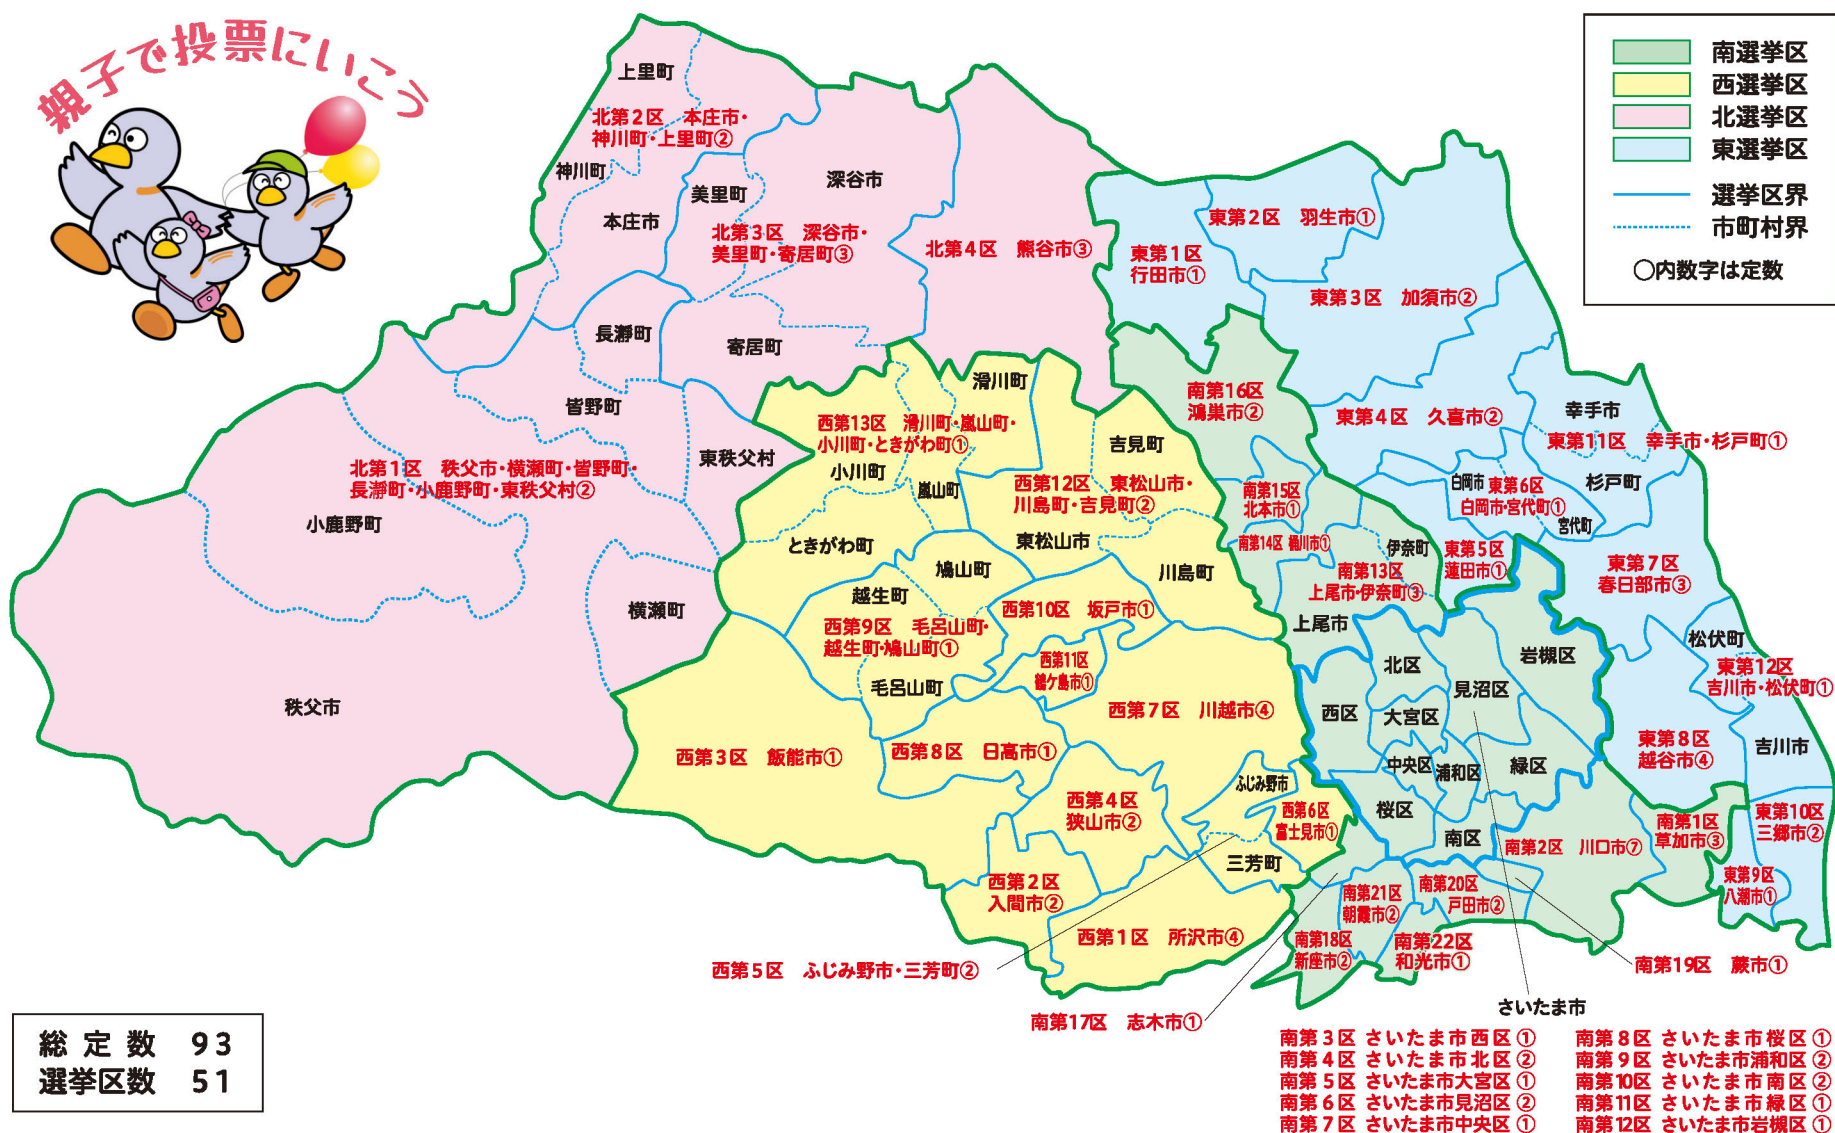 親子で投票にいこう
南選挙区
西選挙区
北選挙区
東選挙区
選挙区界
市町村界
○内数字は定数
上里町
北第2区 本庄市・
神川町・上里町②
神川町
本庄市
美里町
深谷市
北第3区 深谷市・
美里町・寄居町③
北第4区 熊谷市③
長瀞町
寄居町
皆野町
東秩父村
北第1区 秩父市・横瀬町・皆野町・
長瀞町・小鹿野町・東秩父村②
小鹿野町
横瀬町
秩父市
東第2区 羽生市①
東第1区
行田市①
東第3区 加須市②
東第4区 久喜市②
幸手市
東第11区 幸手市・杉戸町①
杉戸町
白岡市
東第6区
白岡市・宮代町①
宮代町
東第5区
蓮田市①
東第7区
春日部市③
松伏町
東第12区
吉川市・松伏町①
東第8区
越谷市④
吉川市
東第10区
三郷市②
東第9区
八潮市①
滑川町
西第13区 滑川町・嵐山町・
小川町・ときがわ町①
小川町
嵐山町
吉見町
西第12区 東松山市・
川島町・吉見町②
ときがわ町
東松山市
川島町
鳩山町
越生町
西第10区 坂戸市①
西第9区 毛呂山町・
越生町・鳩山町①
毛呂山町
西第11区
鶴ケ島市①
西第7区 川越市④
西第3区 飯能市①
西第8区 日高市①
西第4区
狭山市②
ふじみ野市
西第6区
富士見市①
三芳町
西第2区
入間市②
西第1区 所沢市④
西第5区 ふじみ野市・三芳町②
南第16区
鴻巣市②
南第15区
北本市①
南第14区 桶川市①
伊奈町
南第13区
上尾市・伊奈町③
上尾市
北区
岩槻区
見沼区
西区
大宮区
中央区
浦和区
緑区
桜区
南区
南第2区 川口市⑦
南第1区
草加市③
南第21区
朝霞市②
南第20区
戸田市②
南第18区
新座市②
南第22区
和光市①
南第19区 蕨市①
南第17区 志木市①
さいたま市
南第3区 さいたま市西区①
南第4区 さいたま市北区②
南第5区 さいたま市大宮区①
南第6区 さいたま市見沼区②
南第7区 さいたま市中央区①
南第8区 さいたま市桜区①
南第9区 さいたま市浦和区②
南第10区 さいたま市南区②
南第11区 さいたま市緑区①
南第12区 さいたま市岩槻区①
総定数 93
選挙区数 51